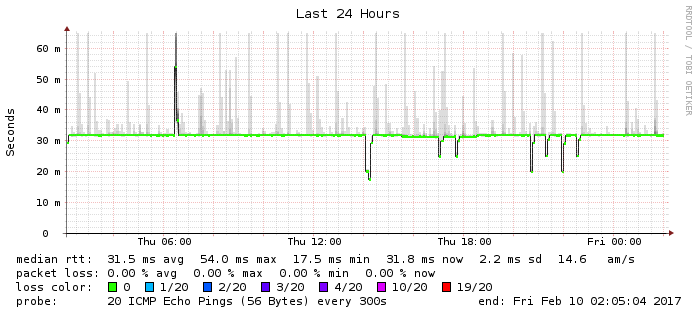 Last 24 Hours
RRDTOOL / TOBI OETIKER
Seconds
60 m
50 m
40 m
30 m
20 m
10 m
0
Thu 06:00 Thu 12:00 Thu 18:00 Fri 00:00
median rtt: 31.5 ms avg 54.0 ms max 17.5 ms min 31.8 ms now 2.2 ms sd 14.6 am/s
packet loss: 0.00 % avg 0.00 % max 0.00 % min 0.00 % now
loss color: 0 1/20 2/20 3/20 4/20 10/20 19/20
probe: 20 ICMP Echo Pings (56 Bytes) every 300s end: Fri Feb 10 02:05:04 2017